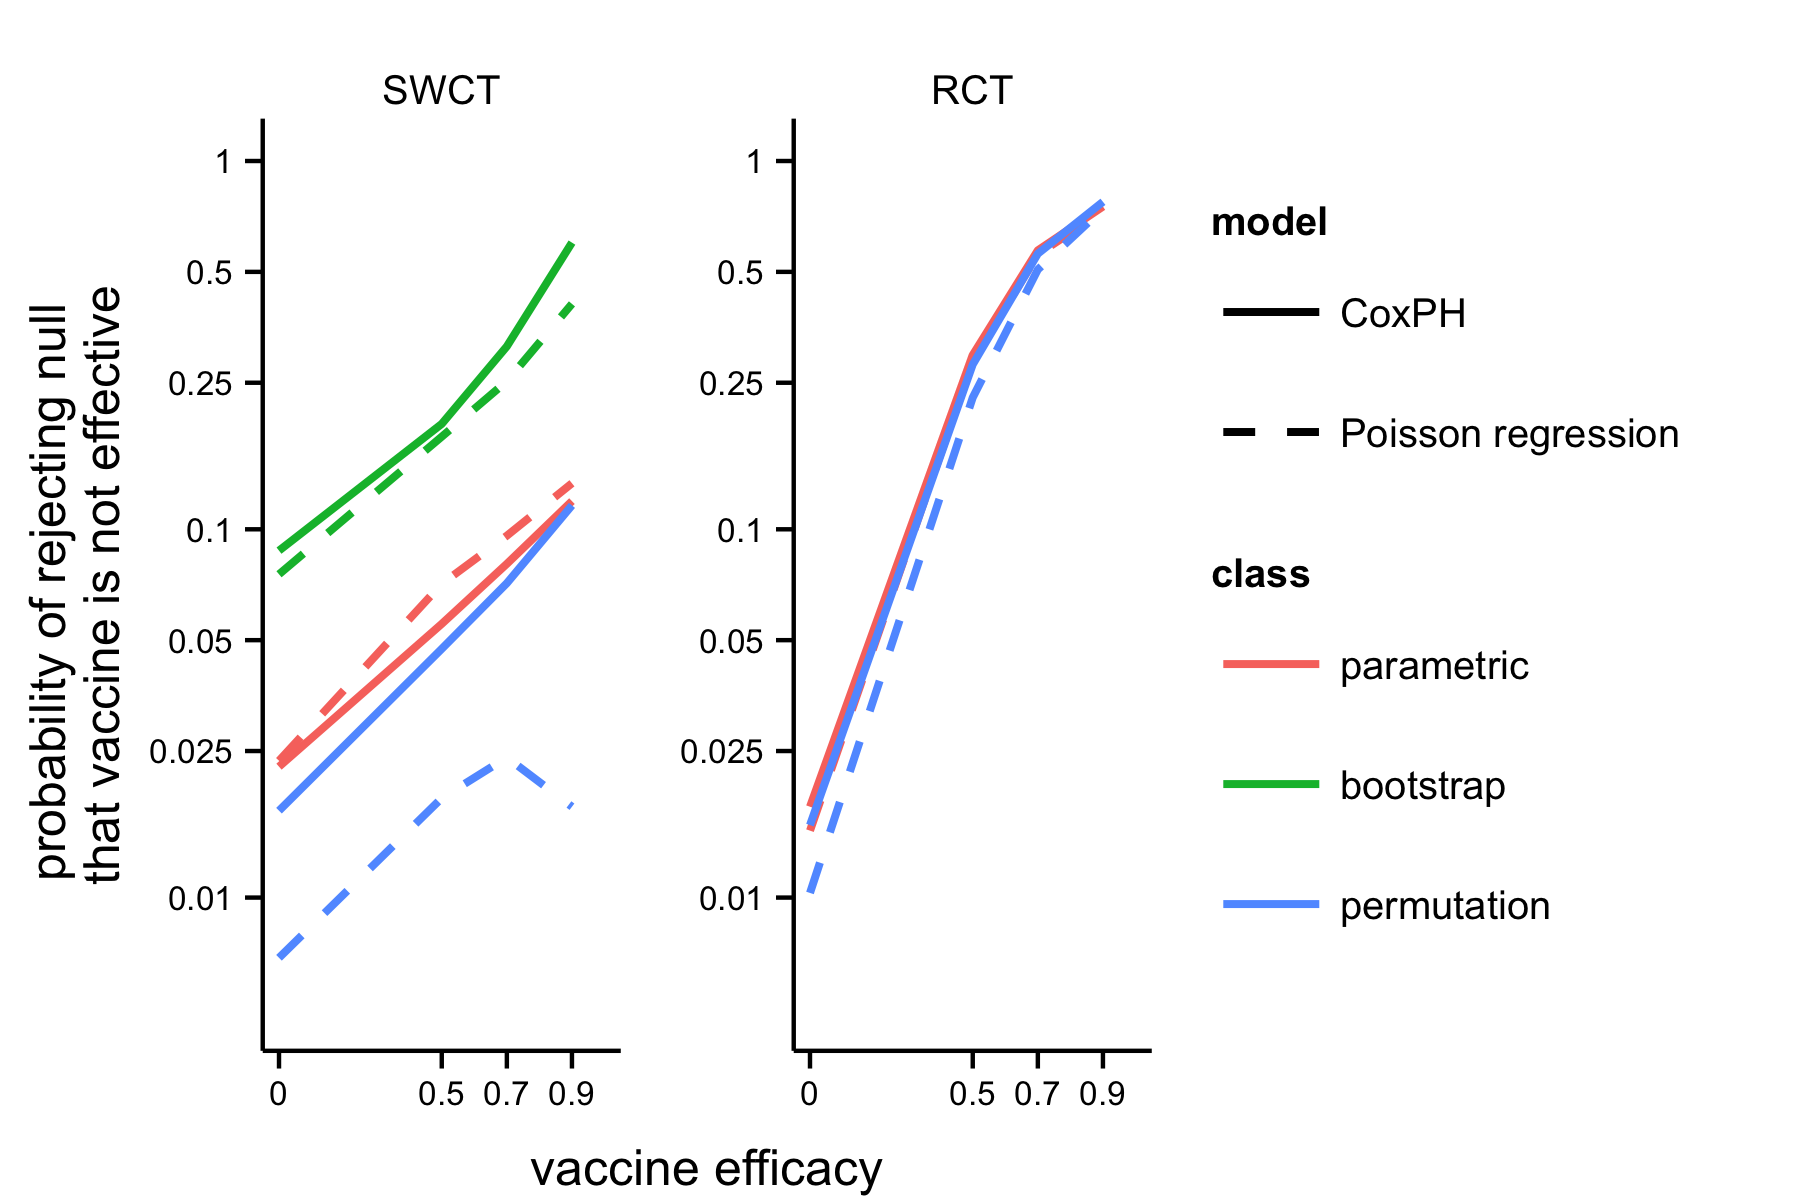 SWCT
RCT
probability of rejecting null
that vaccine is not effective
1
0.5
0.25
0.1
0.05
0.025
0.01
1
0.5
0.25
0.1
0.05
0.025
0.01
0 0.5 0.7 0.9
0 0.5 0.7 0.9
vaccine efficacy
model
CoxPH
Poisson regression
class
parametric
bootstrap
permutation